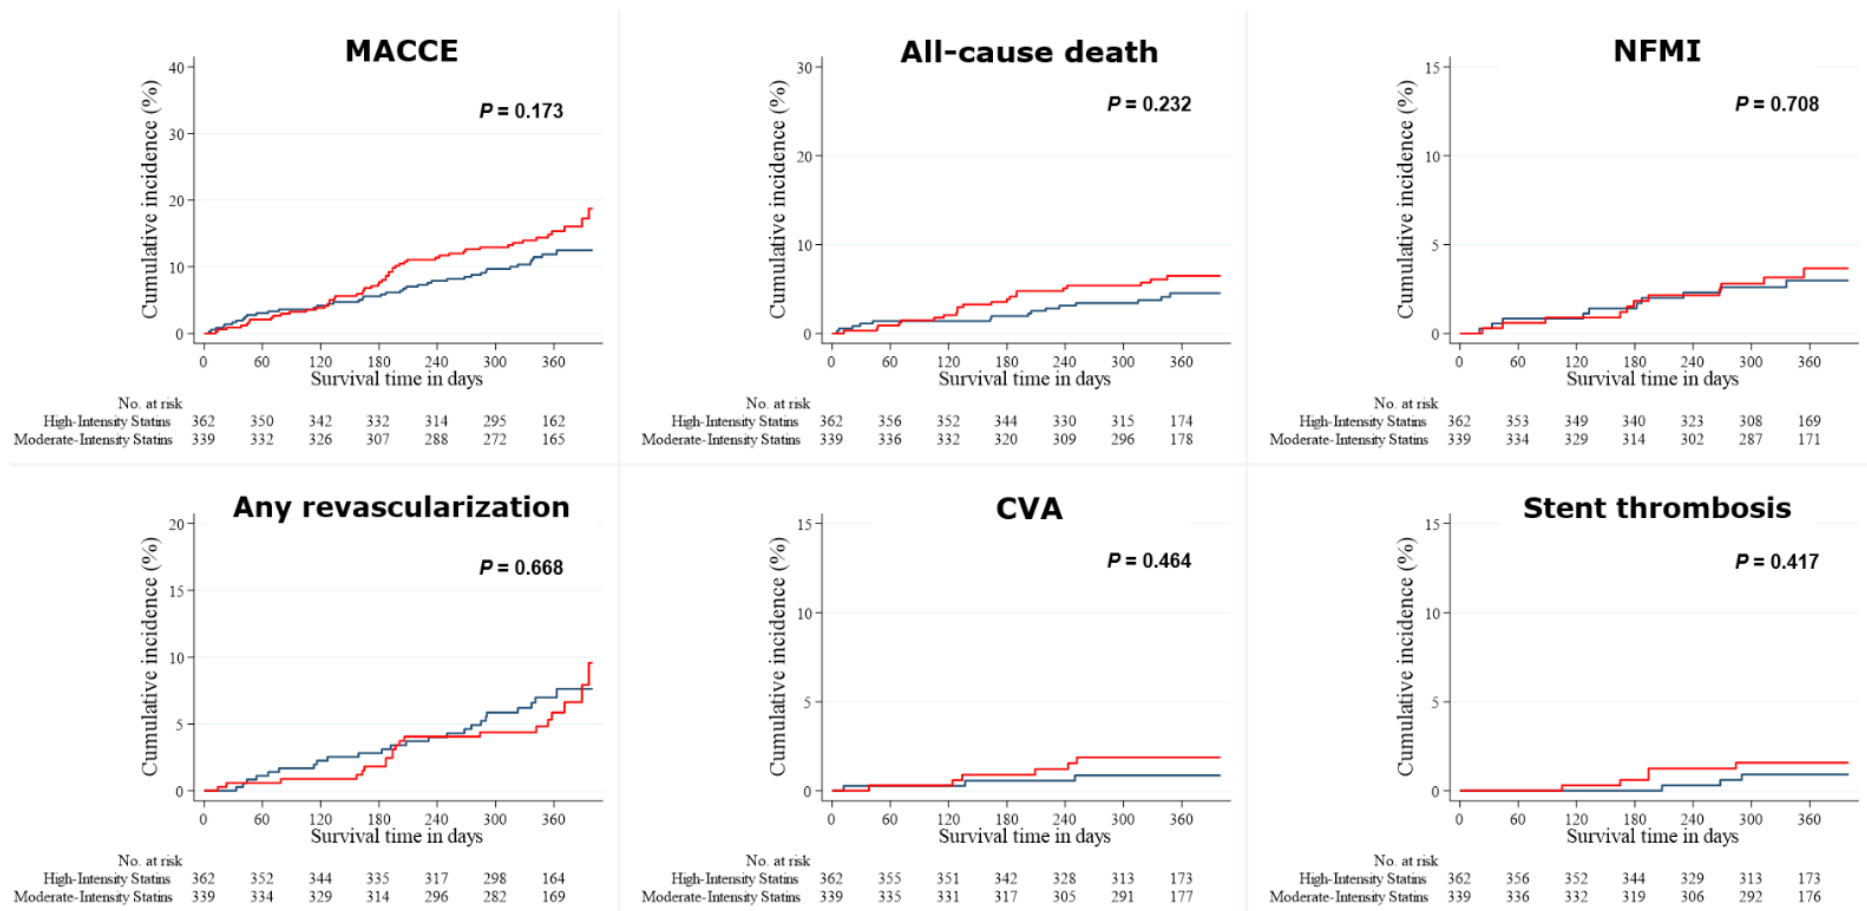 MACCE
P = 0.173
Cumulative incidence (%)
40
30
20
10
0
0 60 120 180 240 300 360
Survival time in days
No. at risk
High-Intensity Statins 362 350 342 332 314 295 162
Moderate-Intensity Statins 339 332 326 307 288 272 165
All-cause death
P = 0.232
Cumulative incidence (%)
30
20
10
0
0 60 120 180 240 300 360
Survival time in days
No. at risk
High-Intensity Statins 362 356 352 344 330 315 174
Moderate-Intensity Statins 339 336 332 320 309 296 178
NFMI
P = 0.708
Cumulative incidence (%)
15
10
5
0
0 60 120 180 240 300 360
Survival time in days
No. at risk
High-Intensity Statins 362 353 349 340 323 308 169
Moderate-Intensity Statins 339 334 329 314 302 287 171
Any revascularization
P = 0.668
Cumulative incidence (%)
20
15
10
5
0
0 60 120 180 240 300 360
Survival time in days
No. at risk
High-Intensity Statins 362 352 344 335 317 298 164
Moderate-Intensity Statins 339 334 329 314 296 282 169
CVA
P = 0.464
Cumulative incidence (%)
15
10
5
0
0 60 120 180 240 300 360
Survival time in days
No. at risk
High-Intensity Statins 362 355 351 342 328 313 173
Moderate-Intensity Statins 339 335 331 317 305 291 177
Stent thrombosis
P = 0.417
Cumulative incidence (%)
15
10
5
0
0 60 120 180 240 300 360
Survival time in days
No. at risk
High-Intensity Statins 362 356 352 344 329 313 173
Moderate-Intensity Statins 339 336 332 319 306 292 176